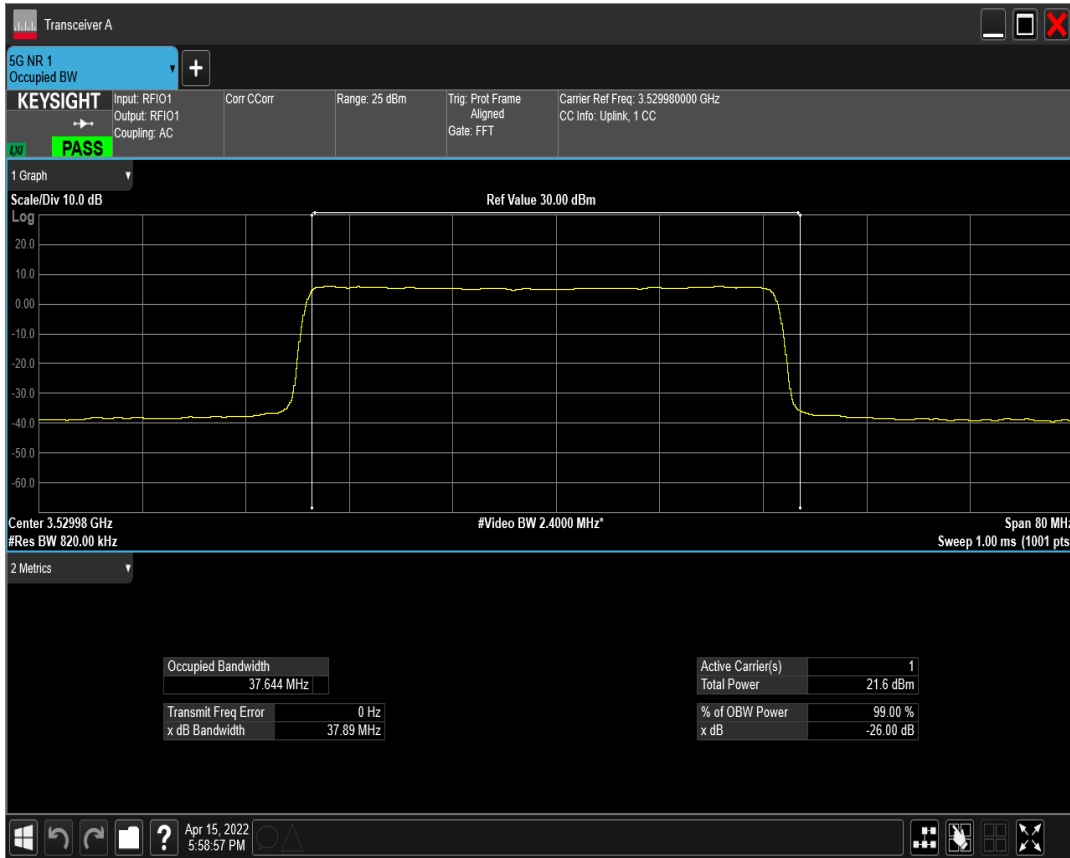 Transceiver A
5G NR 1
Occupied BW
KEYSIGHT
LXI
PASS
Input: RFIO1
Output: RFIO1
Coupling: AC
Corr CCorr
Range: 25 dBm
Trig: Prot Frame
Aligned
Gate: FFT
Carrier Ref Freq: 3.529980000 GHz
CC Info: Uplink, 1 CC
1 Graph
Scale/Div 10.0 dB
Ref Value 30.00 dBm
Log
20.0
10.0
0.00
-10.0
-20.0
-30.0
-40.0
-50.0
-60.0
Center 3.52998 GHz
#Video BW 2.4000 MHz*
Span 80 MHz
#Res BW 820.00 kHz
Sweep 1.00 ms (1001 pts
2 Metrics
Occupied Bandwidth
37.644 MHz
Transmit Freq Error 0 Hz
x dB Bandwidth 37.89 MHz
Active Carrier(s) 1
Total Power 21.6 dBm
% of OBW Power 99.00 %
x dB -26.00 dB
?
Apr 15, 2022
5:58:57 PM